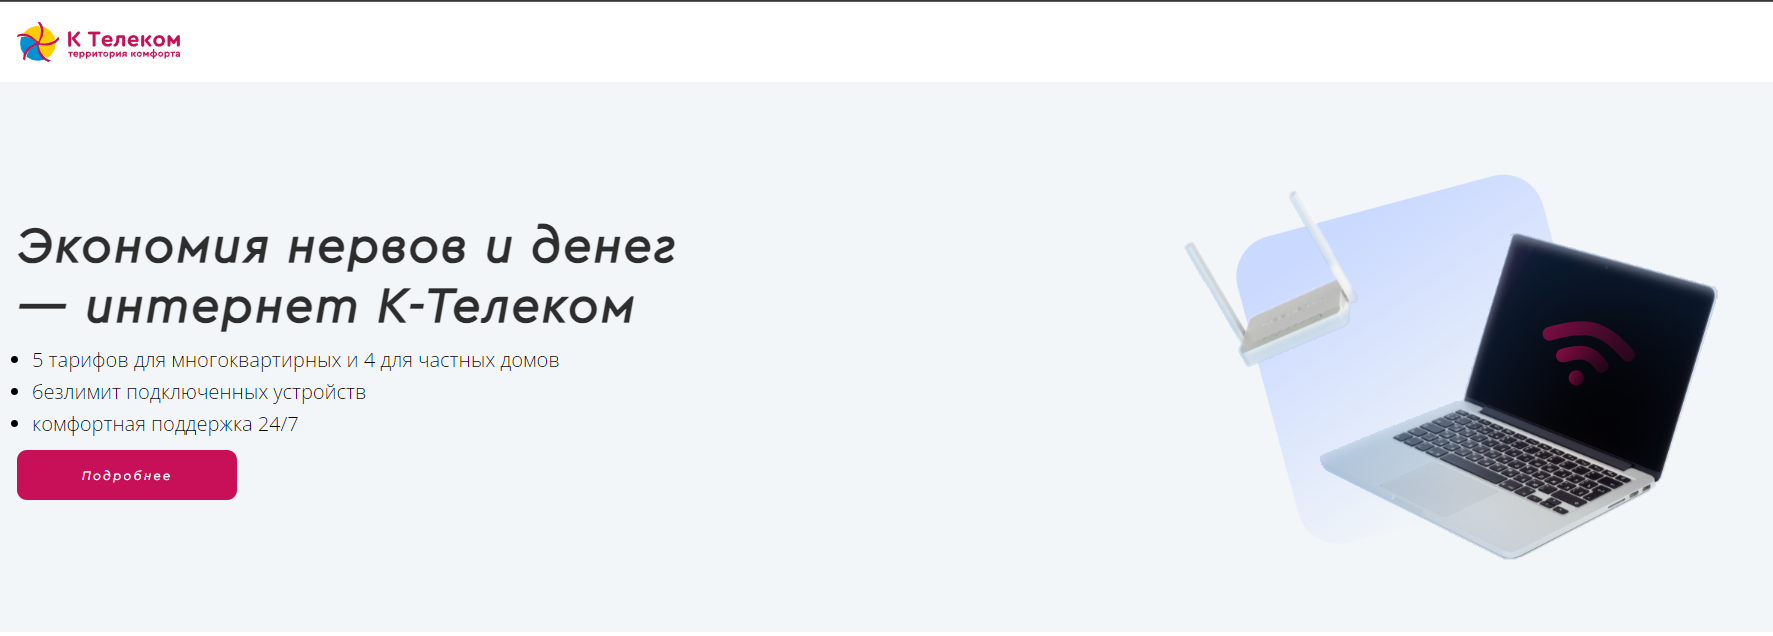 К Телеком
территория комфорта
Экономия нервов и денег
— интернет К-Телеком
5 тарифов для многоквартирных и 4 для частных домов
безлимит подключенных устройств
комфортная поддержка 24/7
Подробнее